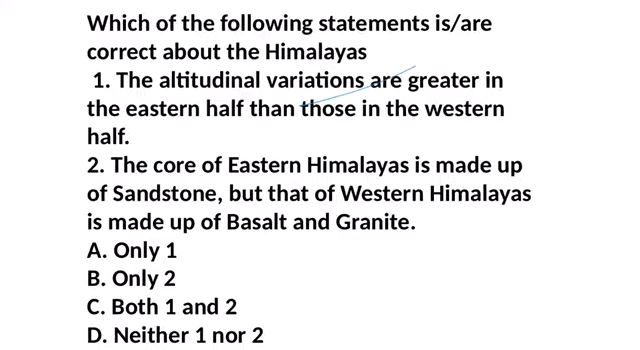 Which of the following statements is/are
correct about the Himalayas
1. The altitudinal variations are greater in
the eastern half than those in the western
half.
2. The core of Eastern Himalayas is made up
of Sandstone, but that of Western Himalayas
is made up of Basalt and Granite.
A. Only 1
B. Only 2
C. Both 1 and 2
D. Neither 1 nor 2